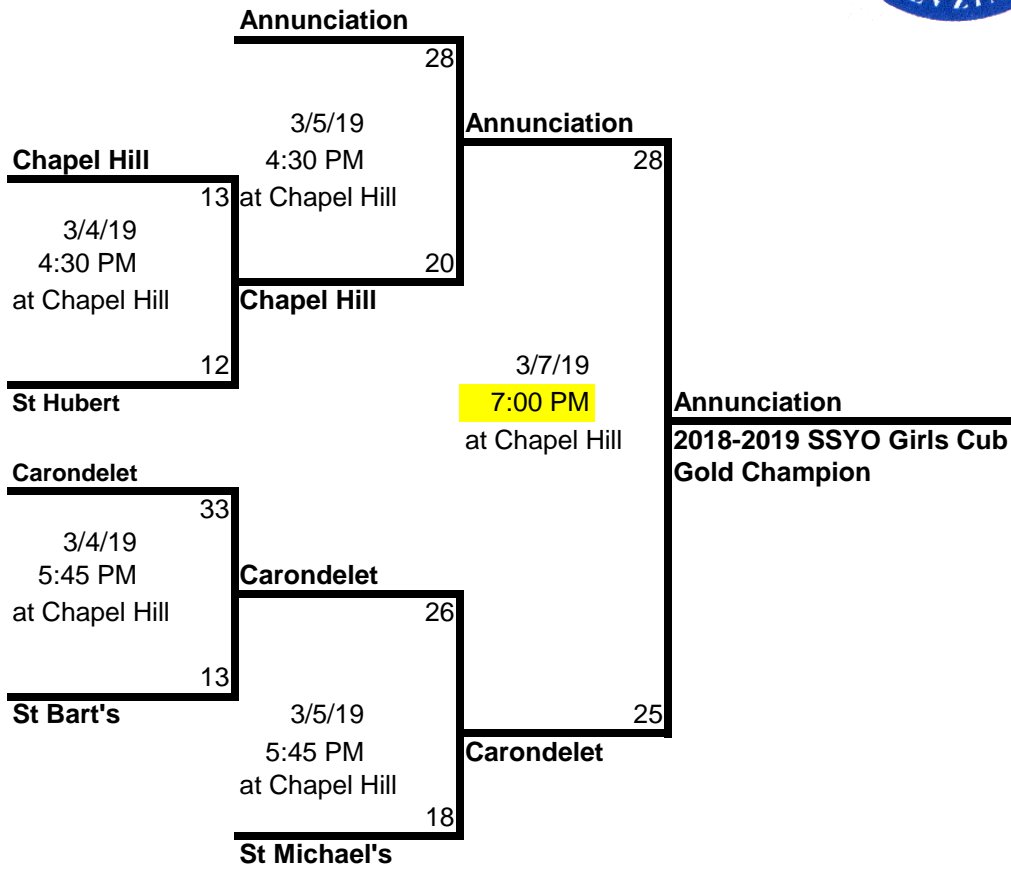 Annunciation
28
3/5/19
Annunciation
Chapel Hill
4:30 PM
28
13
at Chapel Hill
3/4/19
4:30 PM
20
at Chapel Hill
Chapel Hill
12
3/7/19
St Hubert
7:00 PM
Annunciation
at Chapel Hill
2018-2019 SSYO Girls Cub
Gold Champion
Carondelet
33
3/4/19
5:45 PM
Carondelet
at Chapel Hill
26
13
St Bart's
3/5/19
25
5:45 PM
Carondelet
at Chapel Hill
18
St Michael's